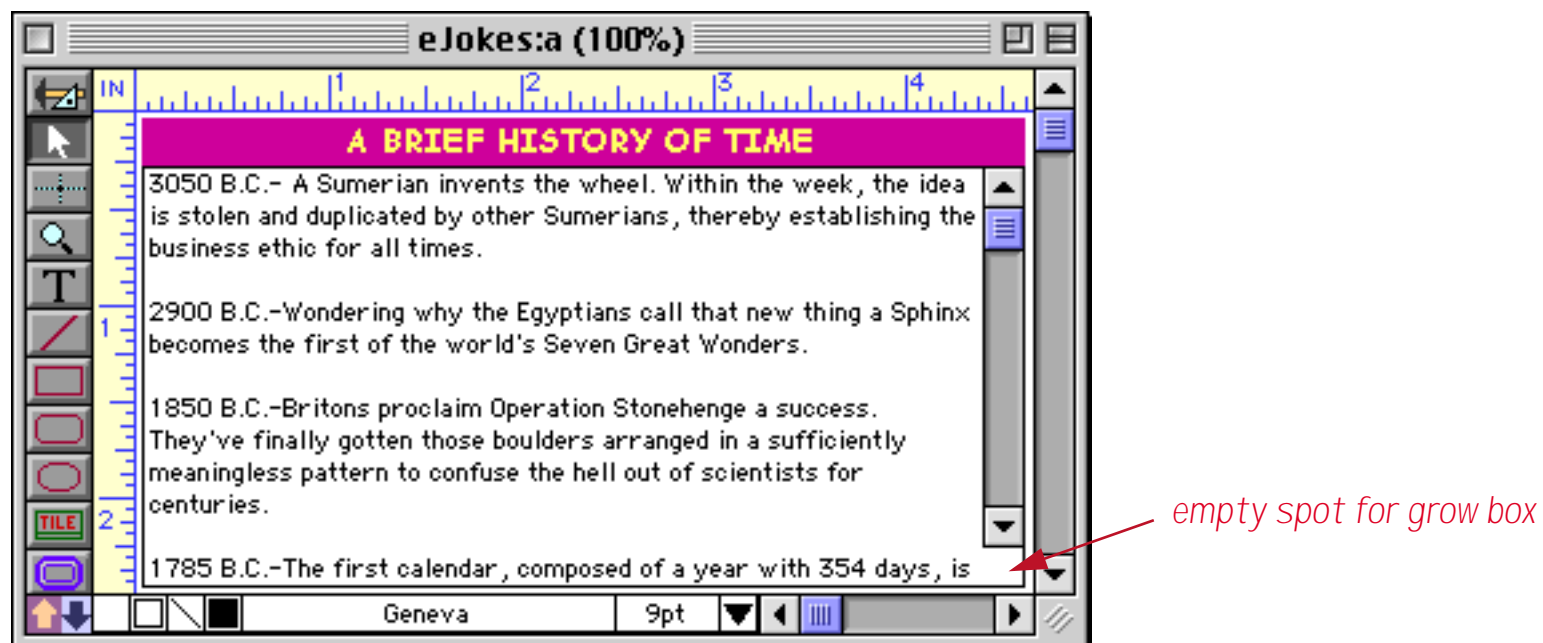 eJokes:a (100%)
IN 1 2 3 4
A BRIEF HISTORY OF TIME
3050 B.C.- A Sumerian invents the wheel. Within the week, the idea
is stolen and duplicated by other Sumerians, thereby establishing the
business ethic for all times.
2900 B.C.-Wondering why the Egyptians call that new thing a Sphinx
becomes the first of the world's Seven Great Wonders.
1850 B.C.-Britons proclaim Operation Stonehenge a success.
They've finally gotten those boulders arranged in a sufficiently
meaningless pattern to confuse the hell out of scientists for
centuries.
1785 B.C.-The first calendar, composed of a year with 354 days, is
T
1
TILE
2
Geneva 9pt
empty spot for grow box